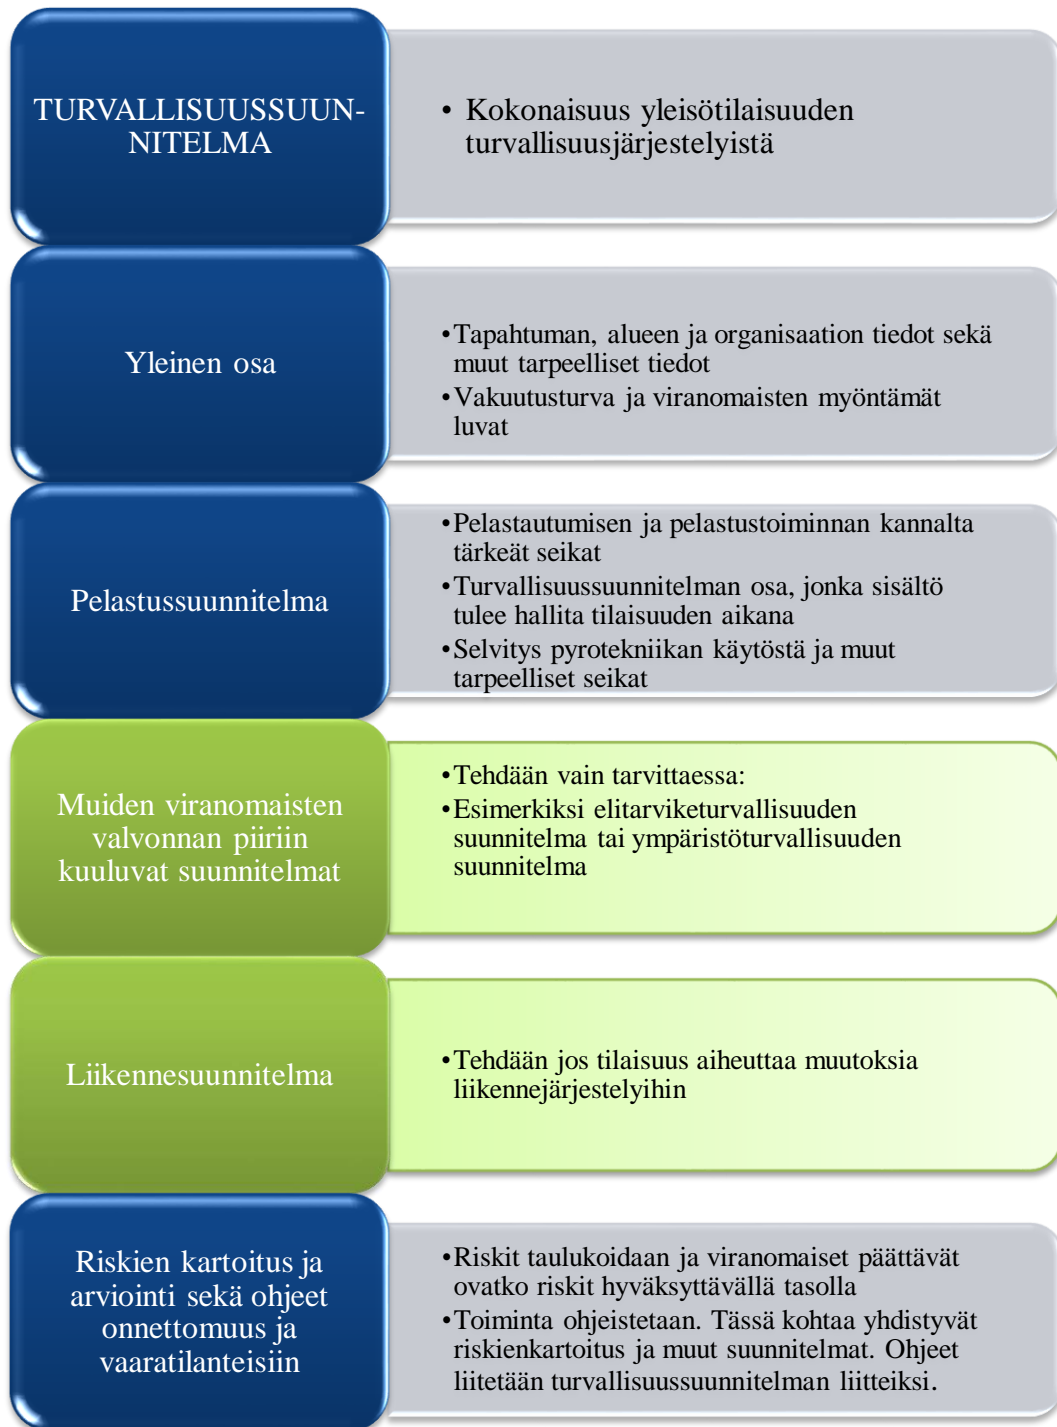 TURVALLISUUSSUUN-
NITELMA
• Kokonaisuus yleisötilaisuuden
turvallisuusjärjestelyistä
Yleinen osa
•Tapahtuman, alueen ja organisaation tiedot sekä
muut tarpeelliset tiedot
•Vakuutusturva ja viranomaisten myöntämät
luvat
Pelastussuunnitelma
•Pelastautumisen ja pelastustoiminnan kannalta
tärkeät seikat
•Turvallisuussuunnitelman osa, jonka sisältö
tulee hallita tilaisuuden aikana
•Selvitys pyrotekniikan käytöstä ja muut
tarpeelliset seikat
Muiden viranomaisten
valvonnan piiriin
kuuluvat suunnitelmat
•Tehdään vain tarvittaessa:
•Esimerkiksi elitarviketurvallisuuden
suunnitelma tai ympäristöturvallisuuden
suunnitelma
Liikennesuunnitelma
•Tehdään jos tilaisuus aiheuttaa muutoksia
liikennejärjestelyihin
Riskien kartoitus ja
arviointi sekä ohjeet
onnettomuus ja
vaaratilanteisiin
•Riskit taulukoidaan ja viranomaiset päättävät
ovatko riskit hyväksyttävällä tasolla
•Toiminta ohjeistetaan. Tässä kohtaa yhdistyvät
riskienkartoitus ja muut suunnitelmat. Ohjeet
liitetään turvallisuussuunnitelman liitteiksi.